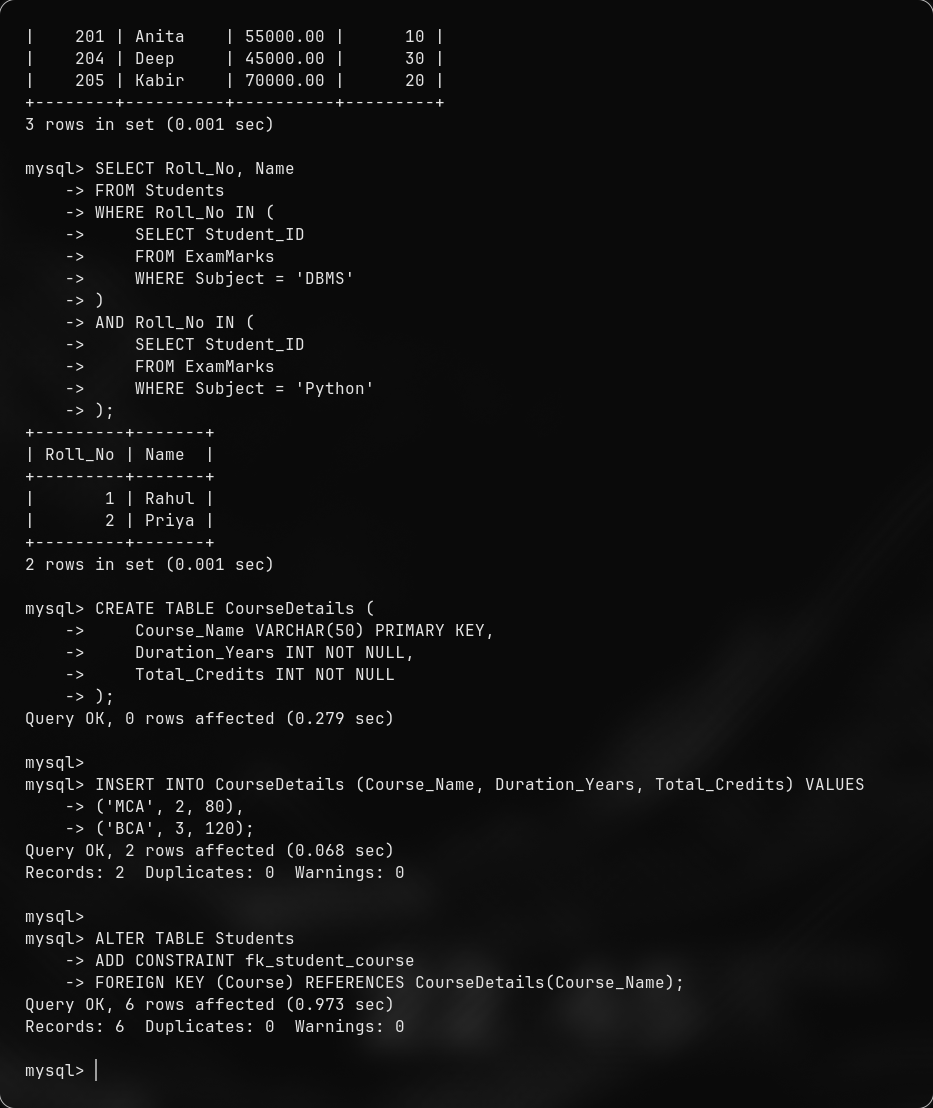 |    201 | Anita    | 55000.00 |      10 |
|    204 | Deep     | 45000.00 |      30 |
|    205 | Kabir    | 70000.00 |      20 |
+--------+----------+----------+---------+
3 rows in set (0.001 sec)

mysql> SELECT Roll_No, Name
    -> FROM Students
    -> WHERE Roll_No IN (
    ->     SELECT Student_ID
    ->     FROM ExamMarks
    ->     WHERE Subject = 'DBMS'
    -> )
    -> AND Roll_No IN (
    ->     SELECT Student_ID
    ->     FROM ExamMarks
    ->     WHERE Subject = 'Python'
    -> );
+---------+-------+
| Roll_No | Name  |
+---------+-------+
|       1 | Rahul |
|       2 | Priya |
+---------+-------+
2 rows in set (0.001 sec)

mysql> CREATE TABLE CourseDetails (
    ->     Course_Name VARCHAR(50) PRIMARY KEY,
    ->     Duration_Years INT NOT NULL,
    ->     Total_Credits INT NOT NULL
    -> );
Query OK, 0 rows affected (0.279 sec)

mysql>
mysql> INSERT INTO CourseDetails (Course_Name, Duration_Years, Total_Credits) VALUES
    -> ('MCA', 2, 80),
    -> ('BCA', 3, 120);
Query OK, 2 rows affected (0.068 sec)
Records: 2  Duplicates: 0  Warnings: 0

mysql>
mysql> ALTER TABLE Students
    -> ADD CONSTRAINT fk_student_course
    -> FOREIGN KEY (Course) REFERENCES CourseDetails(Course_Name);
Query OK, 6 rows affected (0.973 sec)
Records: 6  Duplicates: 0  Warnings: 0

mysql>